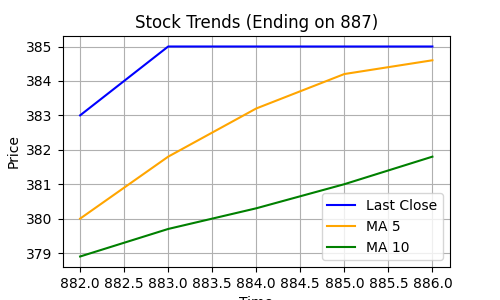 Stock Trends (Ending on 887)
385
384
383
382
381
380
379
Price
Last Close
MA 5
MA 10
882.0 882.5 883.0 883.5 884.0 884.5 885.0 885.5 886.0
Time